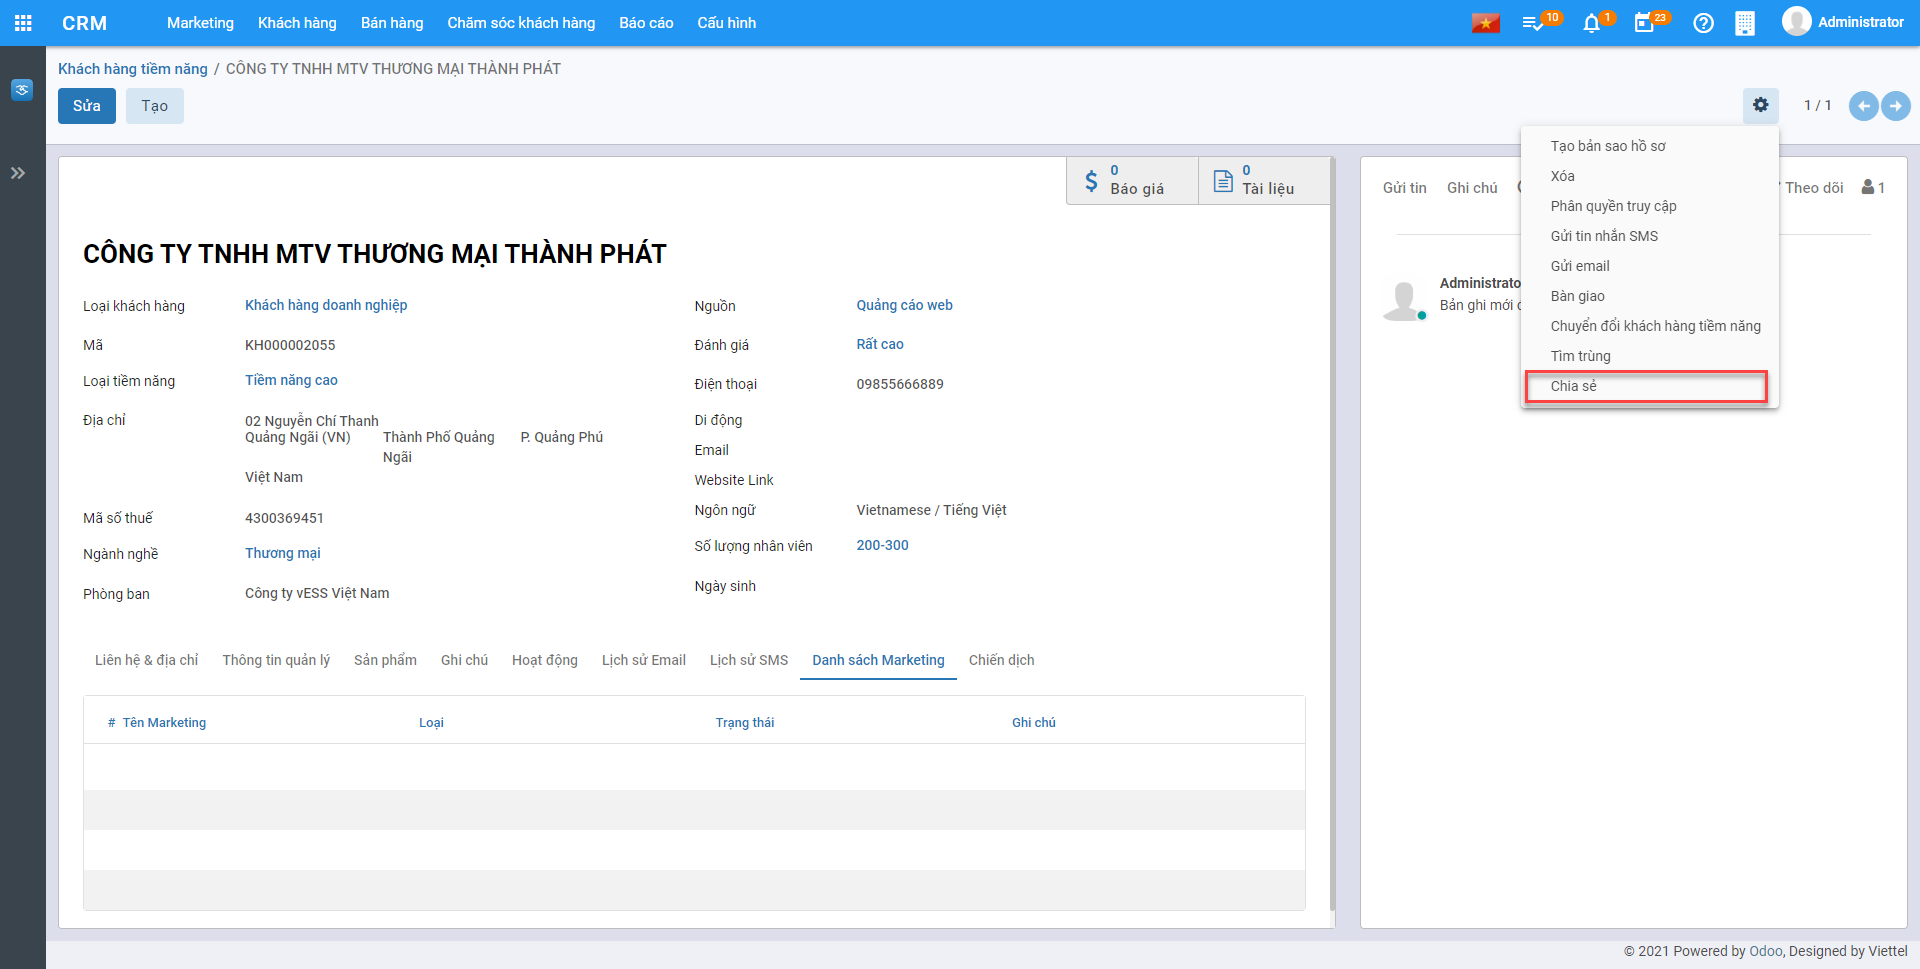 CRM Marketing Khách hàng Bán hàng Chăm sóc khách hàng Báo cáo Cấu hình 10 1 23 Administrator
Khách hàng tiềm năng / CÔNG TY TNHH MTV THƯƠNG MẠI THÀNH PHÁT
Sửa Tạo 1 / 1
Tạo bản sao hồ sơ
Xóa
Phân quyền truy cập
Gửi tin nhắn SMS
Gửi email
Bàn giao
Chuyển đổi khách hàng tiềm năng
Tìm trùng
Chia sẻ
0 Báo giá
0 Tài liệu
Gửi tin Ghi chú Theo dõi 1
Administrato
Bản ghi mới
CÔNG TY TNHH MTV THƯƠNG MẠI THÀNH PHÁT
Loại khách hàng Khách hàng doanh nghiệp
Mã KH000002055
Loại tiềm năng Tiềm năng cao
Địa chỉ 02 Nguyễn Chí Thanh
Quảng Ngãi (VN) Thành Phố Quảng Ngãi P. Quảng Phú
Việt Nam
Mã số thuế 4300369451
Ngành nghề Thương mại
Phòng ban Công ty vESS Việt Nam
Nguồn Quảng cáo web
Đánh giá Rất cao
Điện thoại 09855666889
Di động
Email
Website Link
Ngôn ngữ Vietnamese / Tiếng Việt
Số lượng nhân viên 200-300
Ngày sinh
Liên hệ & địa chỉ Thông tin quản lý Sản phẩm Ghi chú Hoạt động Lịch sử Email Lịch sử SMS Danh sách Marketing Chiến dịch
# Tên Marketing Loại Trạng thái Ghi chú
© 2021 Powered by Odoo, Designed by Viettel